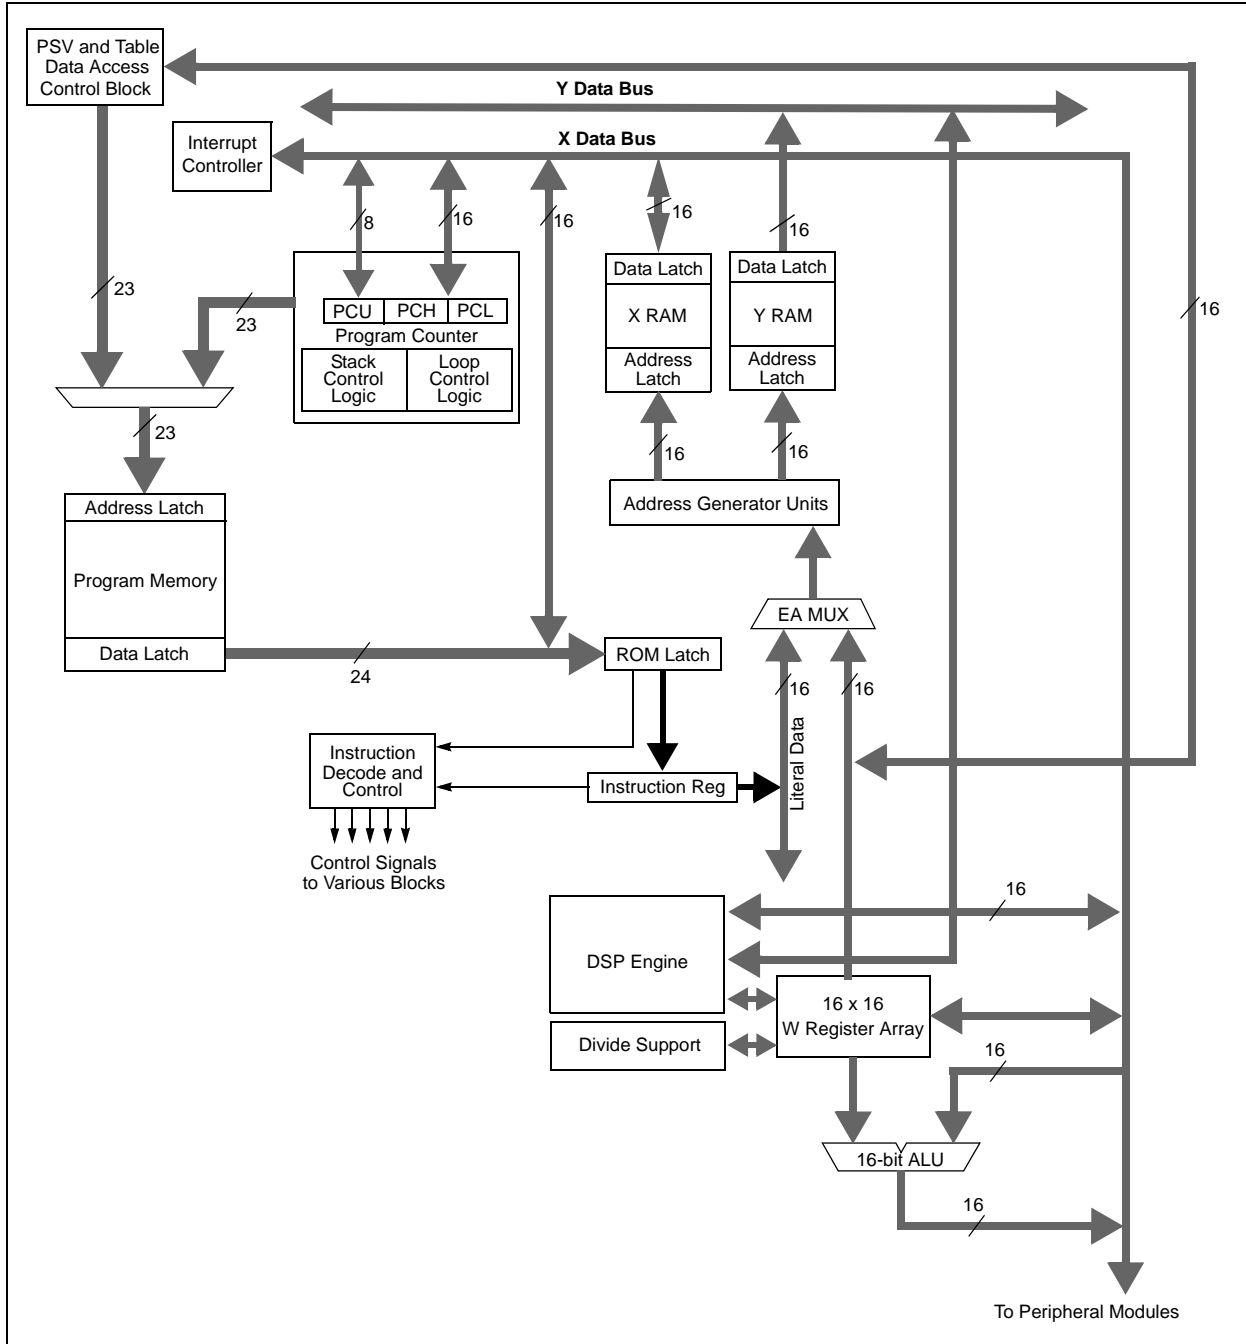 PSV and Table
Data Access
Control Block
Y Data Bus
X Data Bus
Interrupt
Controller
8
16
16
16
16
16
23
23
PCU
PCH
PCL
Program Counter
Stack
Control
Logic
Loop
Control
Logic
Data Latch
X RAM
Address
Latch
Data Latch
Y RAM
Address
Latch
23
16
16
Address Generator Units
Address Latch
Program Memory
Data Latch
24
EA MUX
ROM Latch
16
16
Literal Data
Instruction
Decode and
Control
Instruction Reg
Control Signals
to Various Blocks
16
DSP Engine
16 x 16
W Register Array
Divide Support
16
16-bit ALU
16
To Peripheral Modules